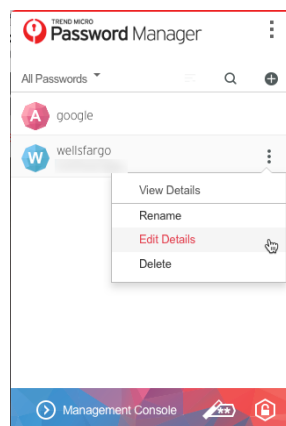 TREND MICRO
Password Manager
All Passwords
A google
W wellsfargo
View Details
Rename
Edit Details
Delete
Management Console
**